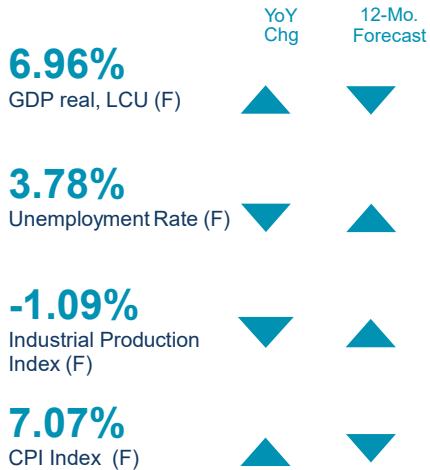 YoY
Chg
12-Mo.
Forecast
6.96%
GDP real, LCU (F)
3.78%
Unemployment Rate (F)
-1.09%
Industrial Production
Index (F)
7.07%
CPI Index (F)